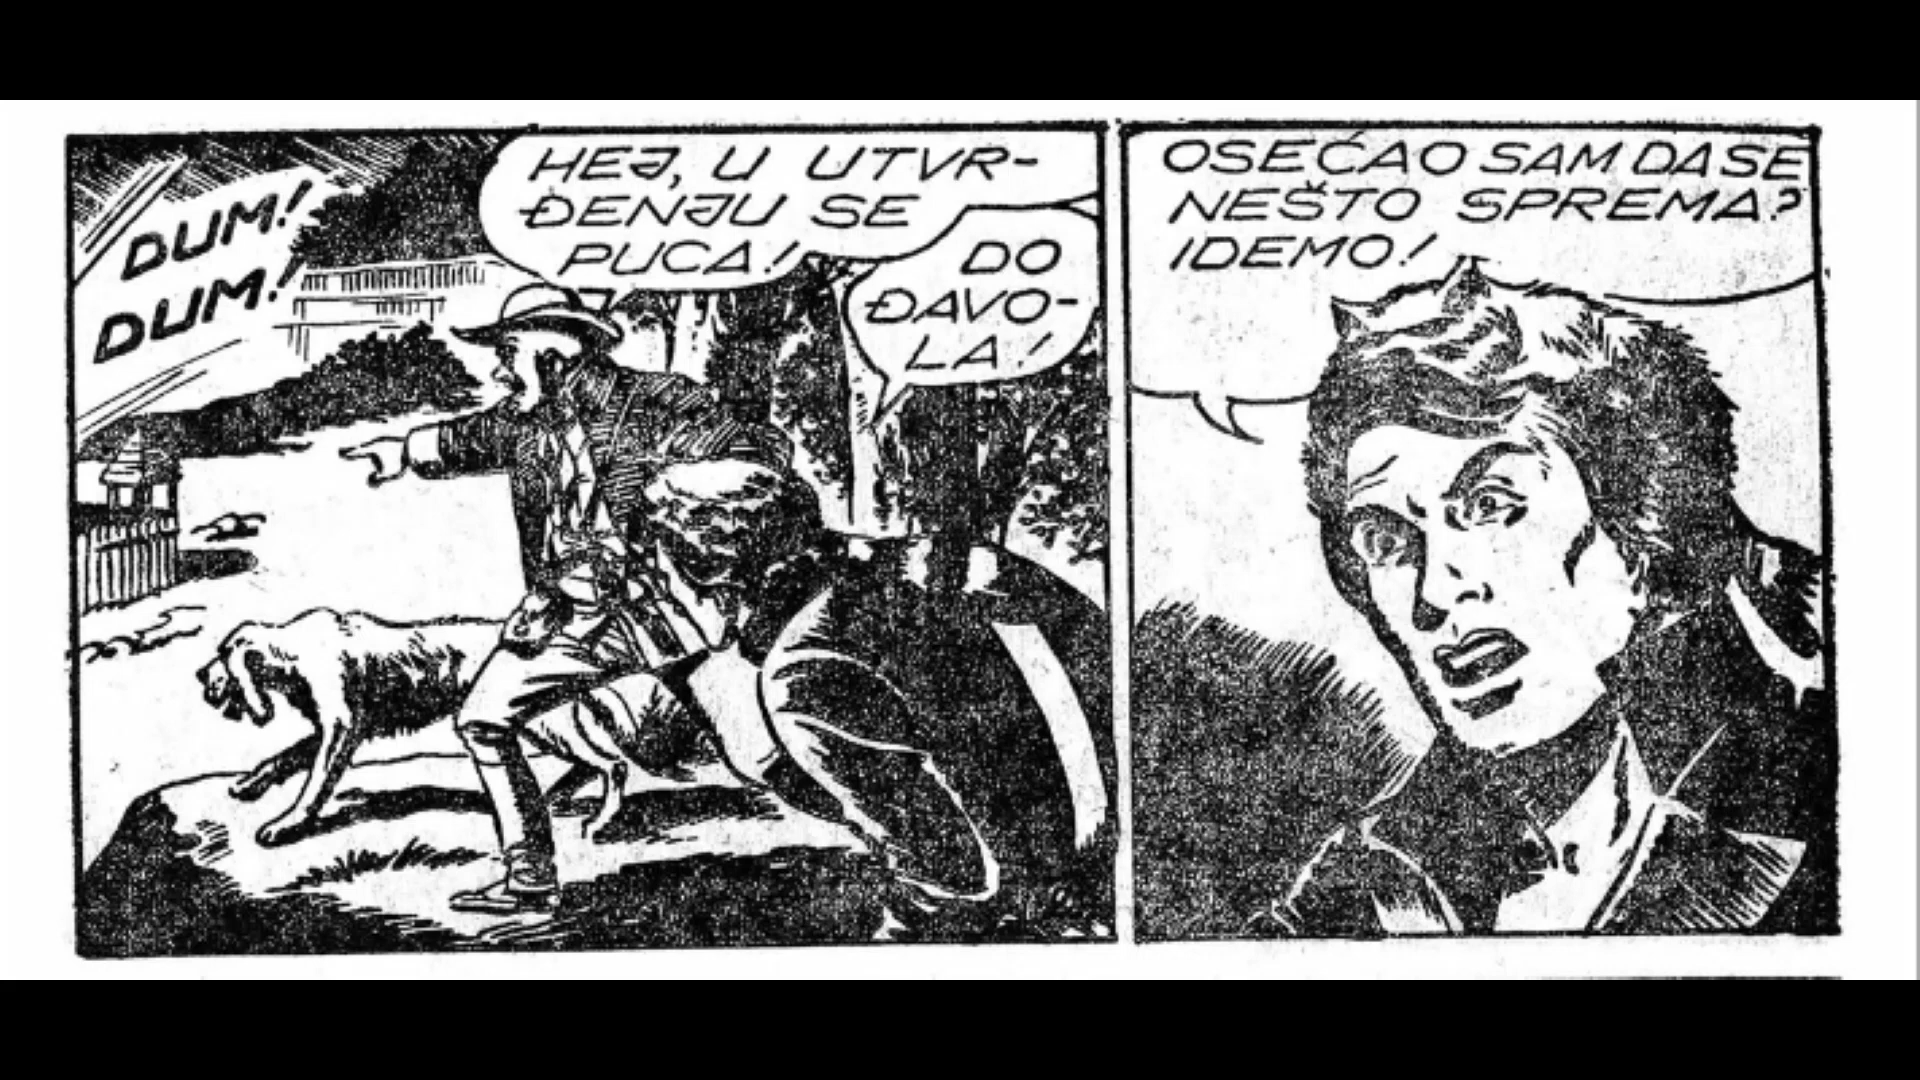 DUM!
DUM!
HEJ, U UTVR-
ĐENJU SE
PUCA!
DO
ĐAVO-
LA!
OSEĆAO SAM DA SE
NEŠTO SPREMA?
IDEMO!